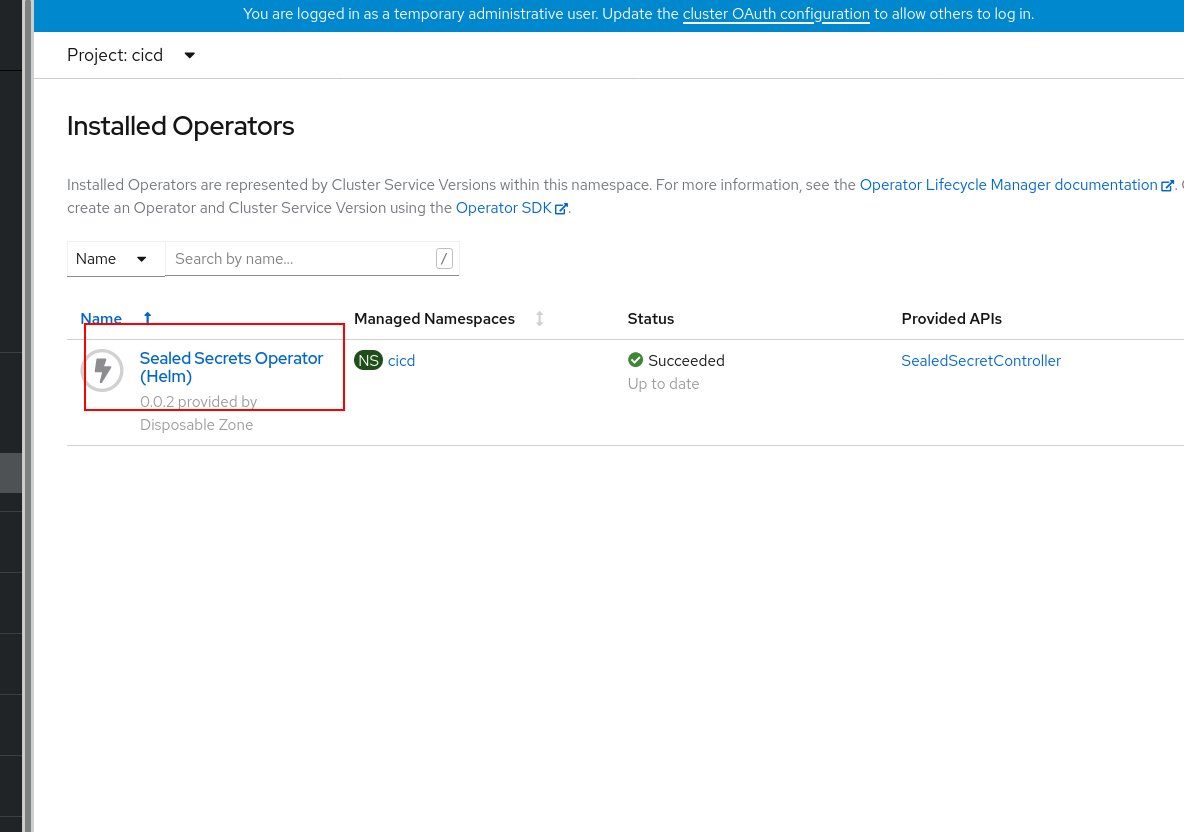 You are logged in as a temporary administrative user. Update the cluster OAuth configuration to allow others to log in.
Project: cicd
Installed Operators
Installed Operators are represented by Cluster Service Versions within this namespace. For more information, see the Operator Lifecycle Manager documentation.
create an Operator and Cluster Service Version using the Operator SDK.
Name Search by name... /
Name Managed Namespaces Status Provided APIs
Sealed Secrets Operator NS cicd Succeeded SealedSecretController
(Helm) Up to date
0.0.2 provided by
Disposable Zone